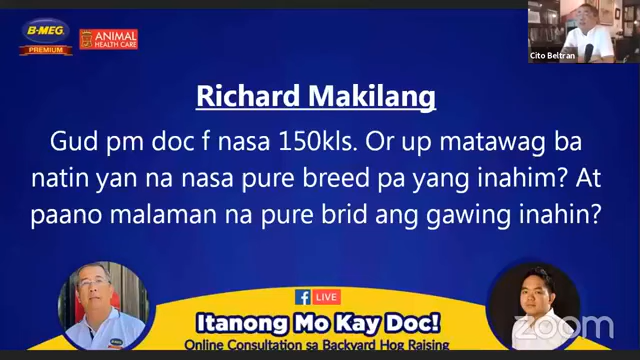 B-MEG
PREMIUM
ANIMAL
HEALTH CARE
Cito Beltran
Richard Makilang
Gud pm doc f nasa 150kls. Or up matawag ba
natin yan na nasa pure breed pa yang inahim? At
paano malaman na pure brid ang gawing inahin?
LIVE
Itanong Mo Kay Doc!
Online Consultation sa Backyard Hog Raising
zoom